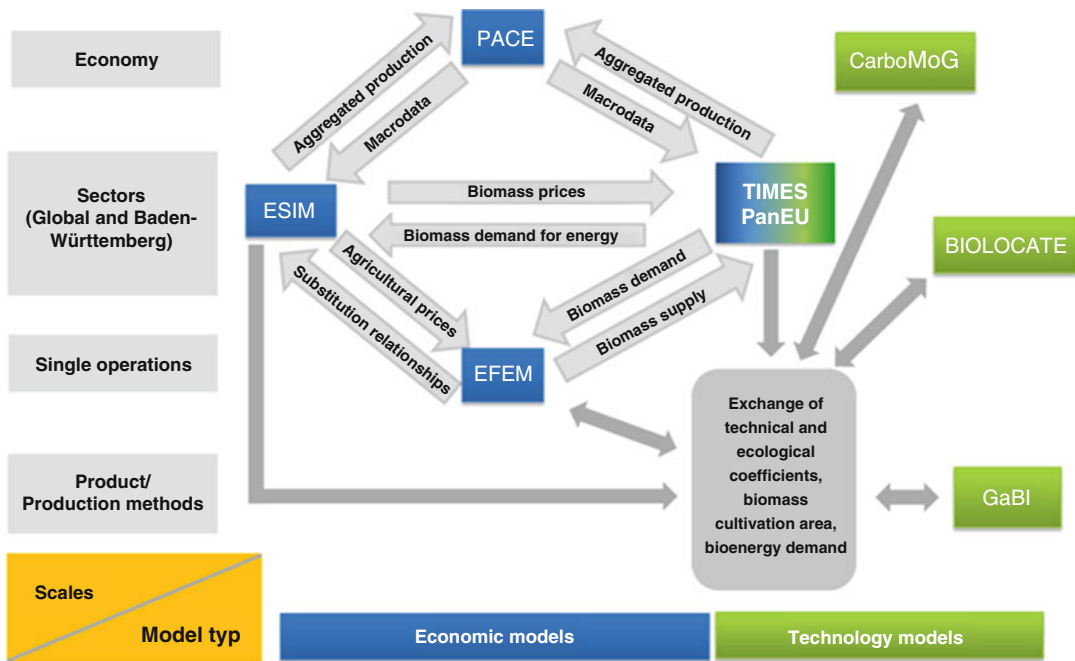 PACE
Economy
Aggregated production
Macrodata
Aggregated production
Macrodata
CarboMoG
Sectors
(Global and Baden-
Württemberg)
ESIM
Biomass prices
Biomass demand for energy
TIMES
PanEU
BIOLOCATE
Agricultural prices
Substitution relationships
Biomass demand
Biomass supply
Single operations
EFEM
Exchange of
technical and
ecological
coefficients,
biomass
cultivation area,
bioenergy demand
Product/
Production methods
GaBI
Scales
Model typ
Economic models
Technology models